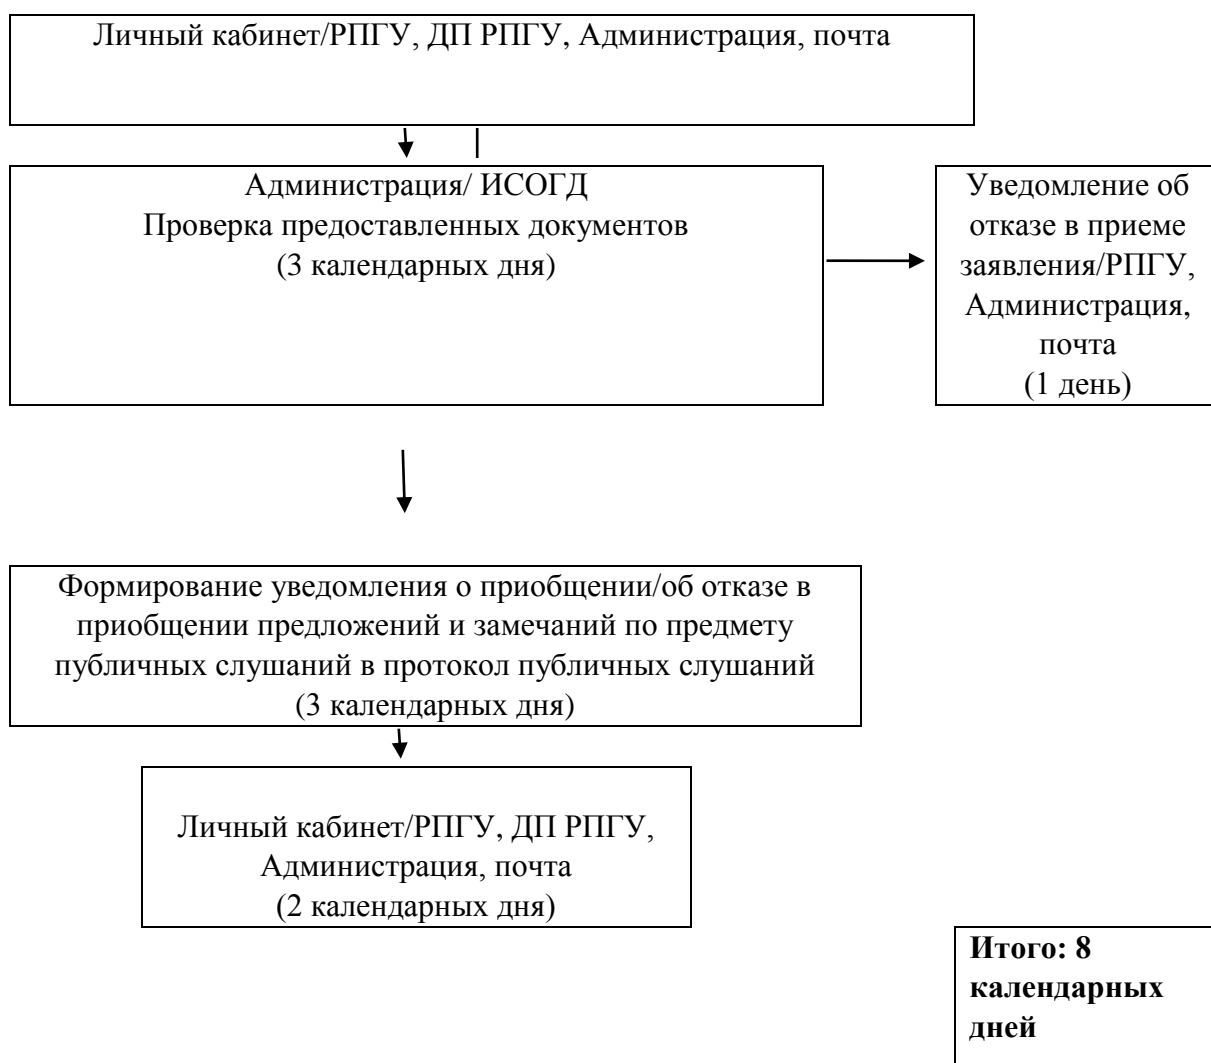 Личный кабинет/РПГУ, ДП РПГУ, Администрация, почта
Администрация/ ИСОГД
Проверка предоставленных документов
(3 календарных дня)
Уведомление об
отказе в приеме
заявления/РПГУ,
Администрация,
почта
(1 день)
Формирование уведомления о приобщении/об отказе в
приобщении предложений и замечаний по предмету
публичных слушаний в протокол публичных слушаний
(3 календарных дня)
Личный кабинет/РПГУ, ДП РПГУ,
Администрация, почта
(2 календарных дня)
Итого: 8
календарных
дней